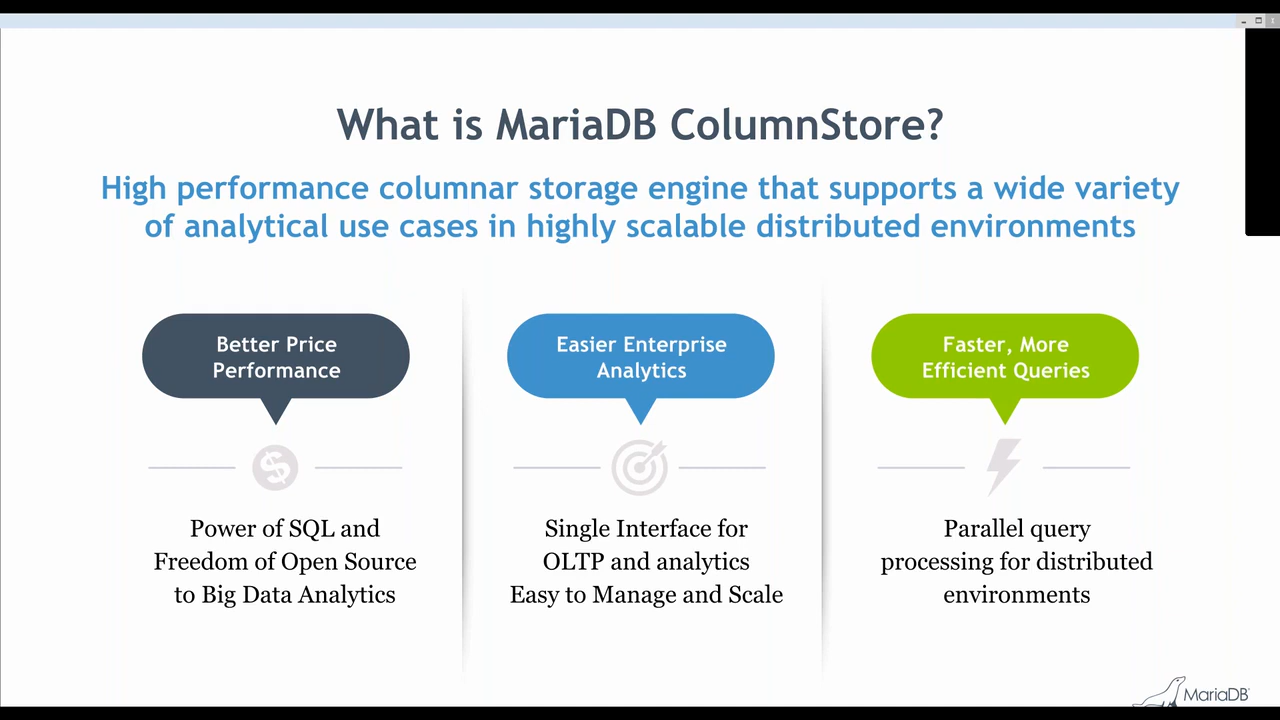 What is MariaDB ColumnStore?
High performance columnar storage engine that supports a wide variety
of analytical use cases in highly scalable distributed environments
Better Price
Performance
Power of SQL and
Freedom of Open Source
to Big Data Analytics
Easier Enterprise
Analytics
Single Interface for
OLTP and analytics
Easy to Manage and Scale
Faster, More
Efficient Queries
Parallel query
processing for distributed
environments
MariaDB